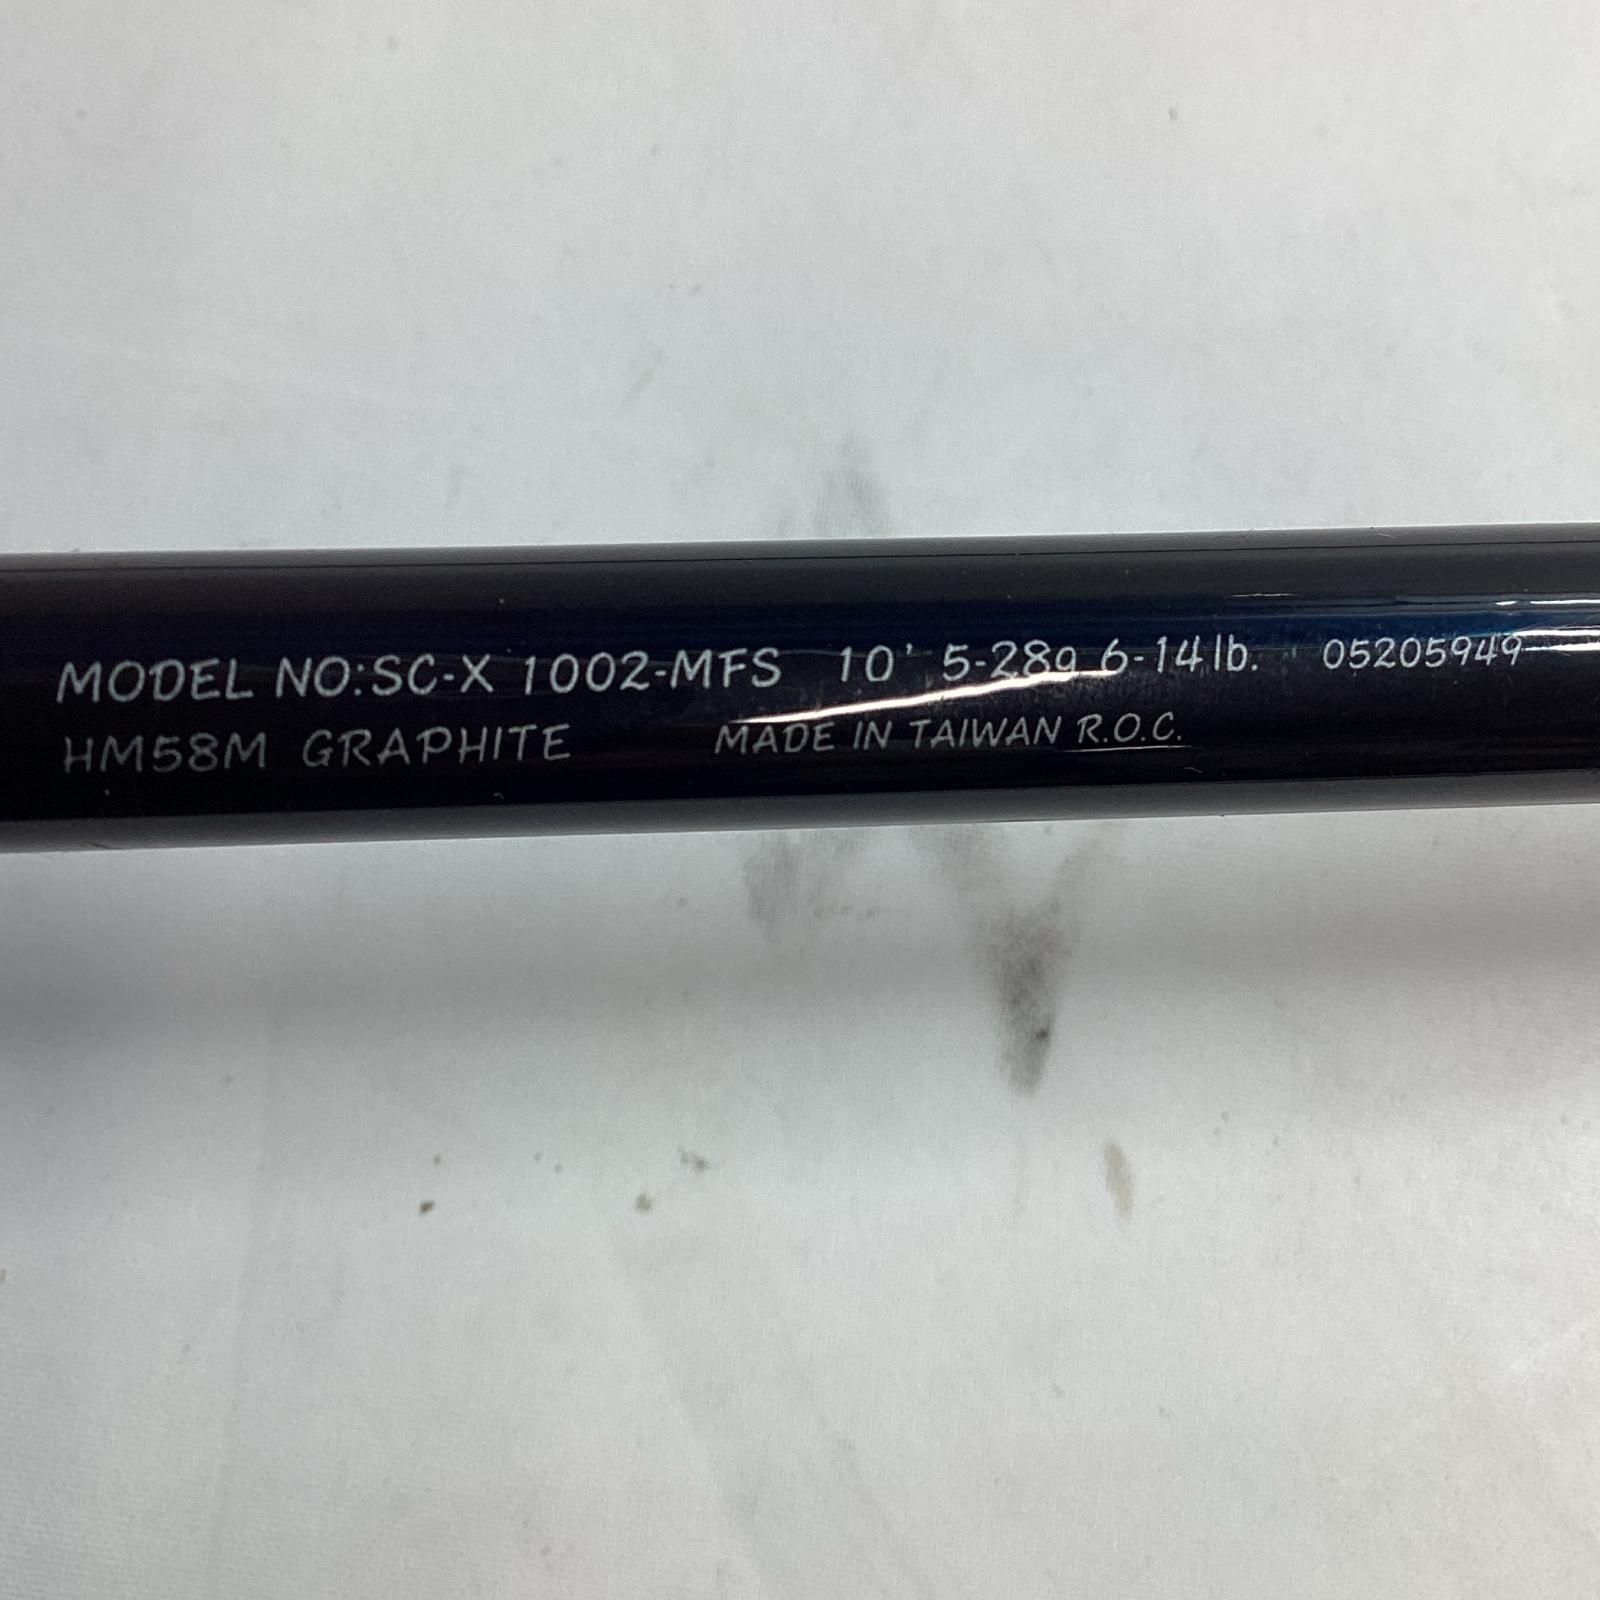 MODEL NO:SC-X 1002-MFS 10' 5-28g 6-14lb. 05205949
HM58M GRAPHITE MADE IN TAIWAN R.O.C.